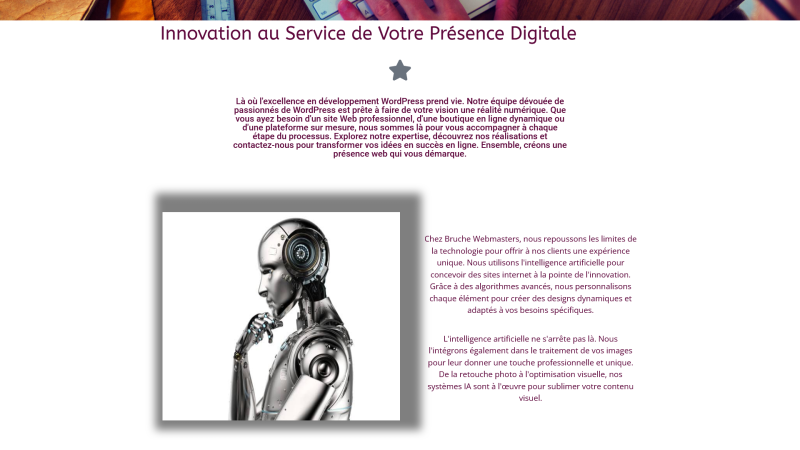 Innovation au Service de Votre Présence Digitale
Là où l'excellence en développement WordPress prend vie. Notre équipe dévouée de
passionnés de WordPress est prête à faire de votre vision une réalité numérique. Que
vous ayez besoin d'un site Web professionnel, d'une boutique en ligne dynamique ou
d'une plateforme sur mesure, nous sommes là pour vous accompagner à chaque
étape du processus. Explorez notre expertise, découvrez nos réalisations et
contactez-nous pour transformer vos idées en succès en ligne. Ensemble, créons une
présence web qui vous démarque.
Chez Bruche Webmasters, nous repoussons les limites de
la technologie pour offrir à nos clients une expérience
unique. Nous utilisons l'intelligence artificielle pour
concevoir des sites internet à la pointe de l'innovation.
Grâce à des algorithmes avancés, nous personnalisons
chaque élément pour créer des designs dynamiques et
adaptés à vos besoins spécifiques.
L'intelligence artificielle ne s'arrête pas là. Nous
l'intégrons également dans le traitement de vos images
pour leur donner une touche professionnelle et unique.
De la retouche photo à l'optimisation visuelle, nos
systèmes IA sont à l'œuvre pour sublimer votre contenu
visuel.